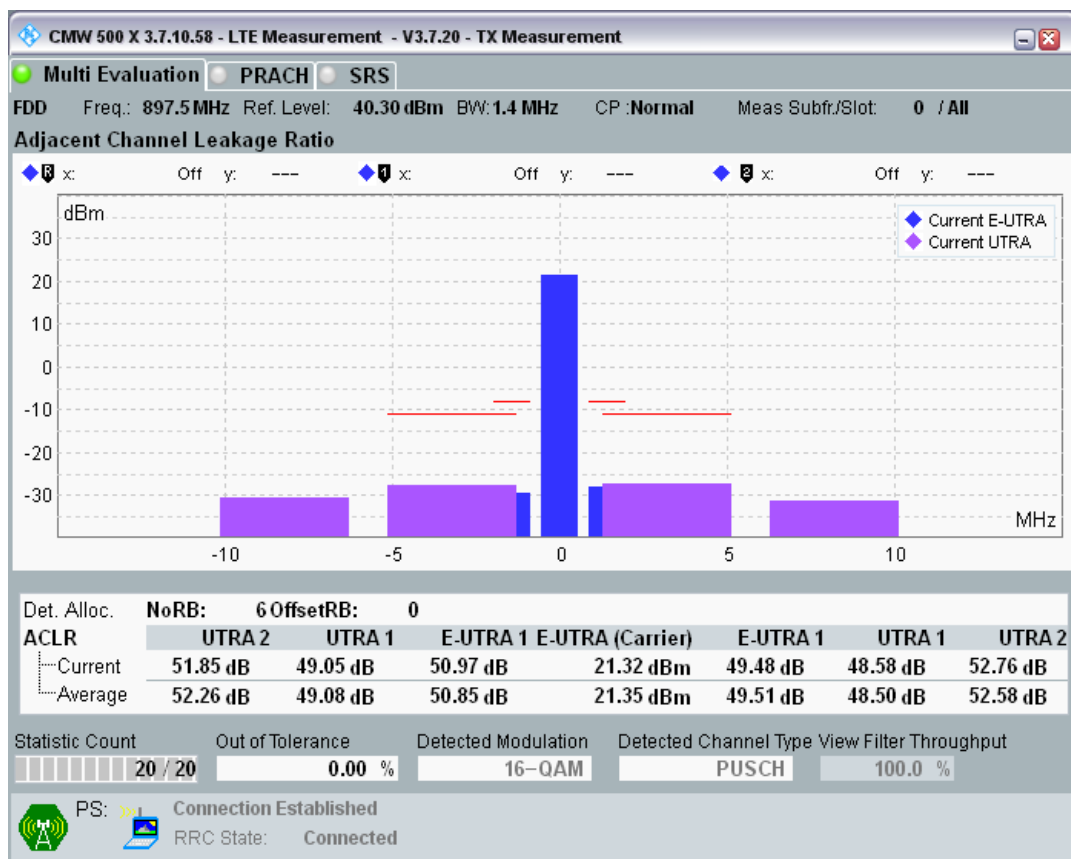 CMW 500 X 3.7.10.58 - LTE Measurement - V3.7.20 - TX Measurement
Multi Evaluation PRACH SRS
FDD Freq.: 897.5 MHz Ref. Level: 40.30 dBm BW: 1.4 MHz CP :Normal Meas Subfr./Slot: 0 / All
Adjacent Channel Leakage Ratio
R x: Off y: --- 1 x: Off y: --- 2 x: Off y: ---
dBm
Current E-UTRA
Current UTRA
30
20
10
0
-10
-20
-30
MHz
-10 -5 0 5 10
Det. Alloc. NoRB: 6 OffsetRB: 0
ACLR UTRA 2 UTRA 1 E-UTRA 1 E-UTRA (Carrier) E-UTRA 1 UTRA 1 UTRA 2
Current 51.85 dB 49.05 dB 50.97 dB 21.32 dBm 49.48 dB 48.58 dB 52.76 dB
Average 52.26 dB 49.08 dB 50.85 dB 21.35 dBm 49.51 dB 48.50 dB 52.58 dB
Statistic Count Out of Tolerance Detected Modulation Detected Channel Type View Filter Throughput
20 / 20 0.00 % 16-QAM PUSCH 100.0 %
PS: Connection Established
RRC State: Connected